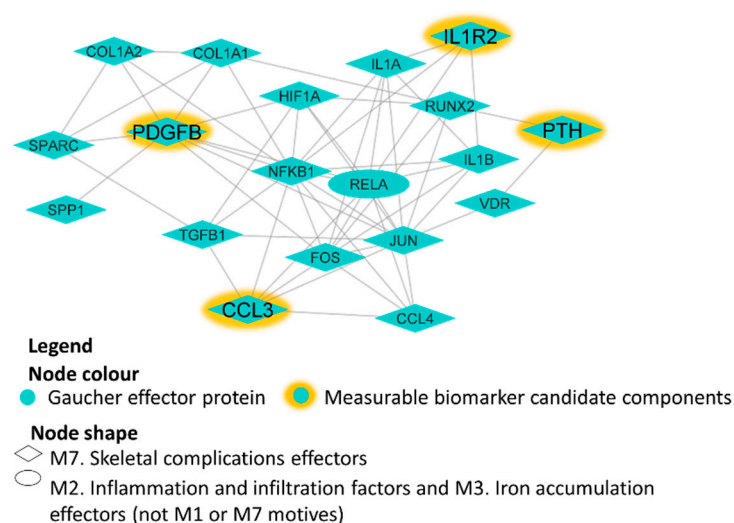 IL1R2
COL1A2
COL1A1
IL1A
HIF1A
RUNX2
PDGFB
PTH
SPARC
IL1B
NFKB1
RELA
VDR
SPP1
TGFB1
JUN
FOS
CCL3
CCL4
Legend
Node colour
Gaucher effector protein
Measurable biomarker candidate components
Node shape
M7. Skeletal complications effectors
M2. Inflammation and infiltration factors and M3. Iron accumulation
effectors (not M1 or M7 motives)